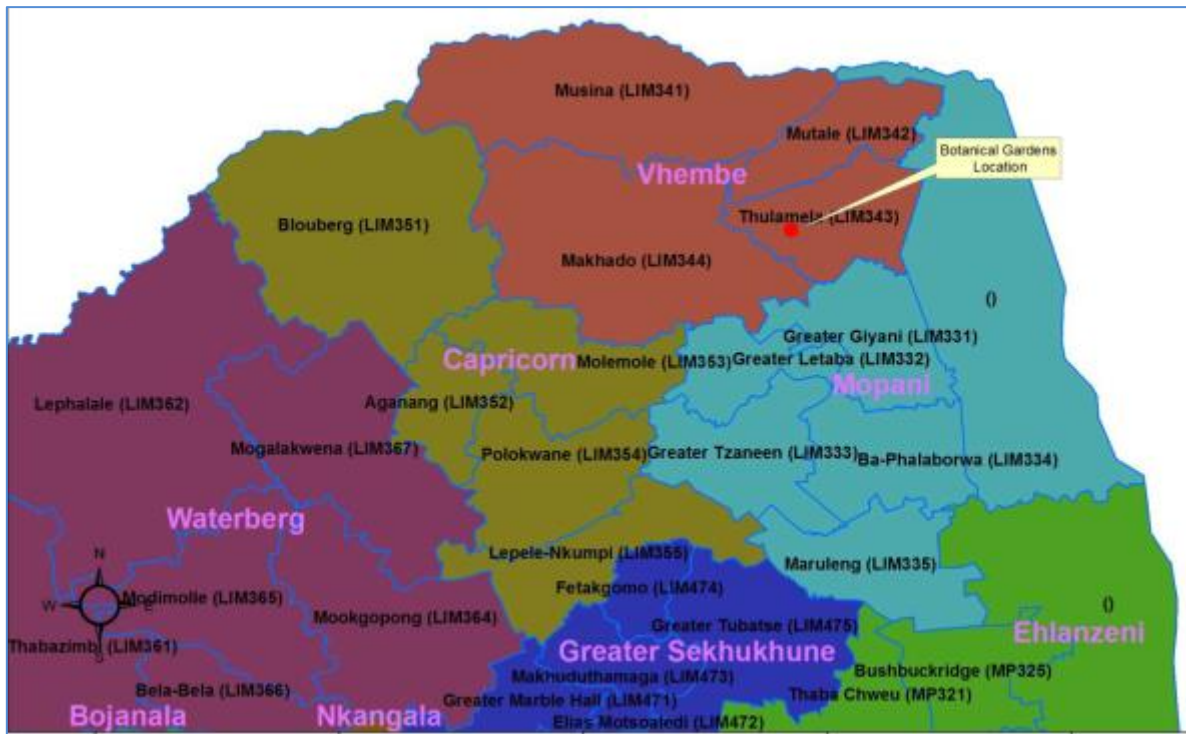 Musina (LIM341)
Mutale (LIM342)
Botanical Gardens
Location
Vhembe
Thulamela (LIM343)
Blouberg (LIM351)
Makhado (LIM344)
()
Greater Giyani (LIM331)
Capricorn
Molemole (LIM353)
Greater Letaba (LIM332)
Mopani
Lephalale (LIM362)
Aganang (LIM352)
Mogalakwena (LIM367)
Polokwane (LIM354)
Greater Tzaneen (LIM333)
Ba-Phalaborwa (LIM334)
Waterberg
Lepele-Nkumpi (LIM355)
Maruleng (LIM335)
N
W
E
S
Fetakgomo (LIM474)
Modimolle (LIM365)
()
Mookgopong (LIM364)
Greater Tubatse (LIM475)
Ehlanzeni
Thabazimbi (LIM361)
Greater Sekhukhune
Bushbuckridge (MP325)
Makhuduthamaga (LIM473)
Bela-Bela (LIM366)
Greater Marble Hall (LIM471)
Thaba Chweu (MP321)
Bojanala
Nkangala
Elias Motsoaledi (LIM472)